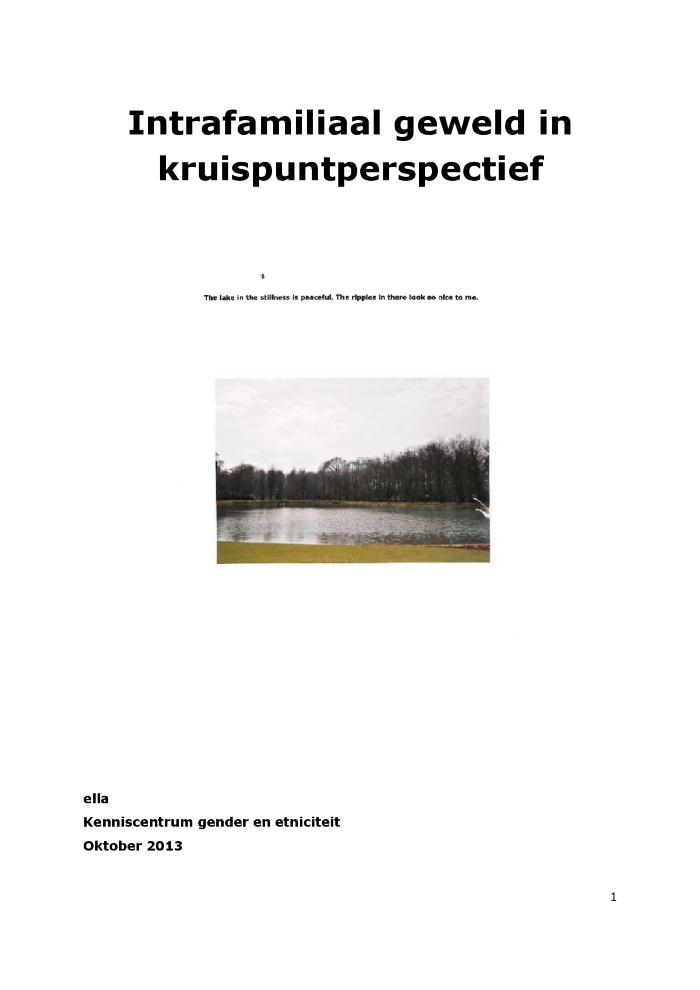 Intrafamiliaal geweld in
kruispuntperspectief
The lake in the stillness is peaceful. The ripples in there look so nice to me.
ella
Kenniscentrum gender en etniciteit
Oktober 2013
1